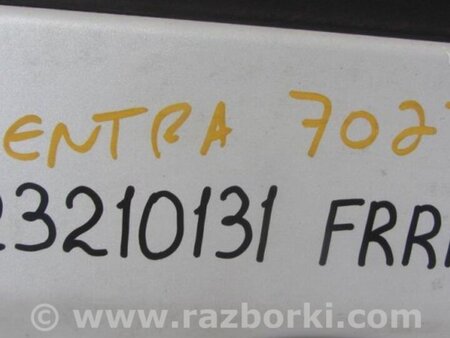 ENTRA 702
23210131 FRR
© www.razborki.com